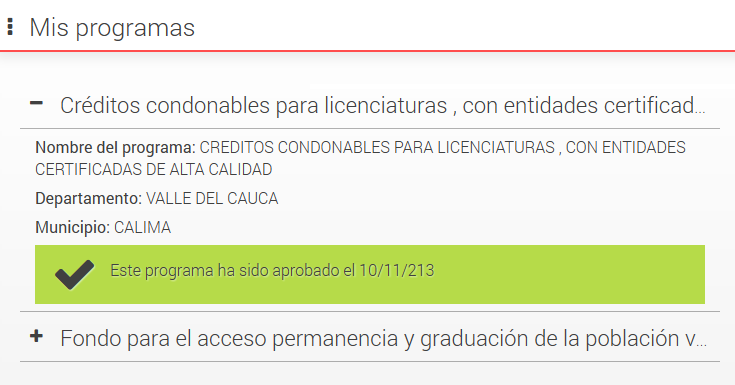 Mis programas
Créditos condonables para licenciaturas , con entidades certificad...
Nombre del programa: CREDITOS CONDONABLES PARA LICENCIATURAS , CON ENTIDADES
CERTIFICADAS DE ALTA CALIDAD
Departamento: VALLE DEL CAUCA
Municipio: CALIMA
Este programa ha sido aprobado el 10/11/213
Fondo para el acceso permanencia y graduación de la población v...